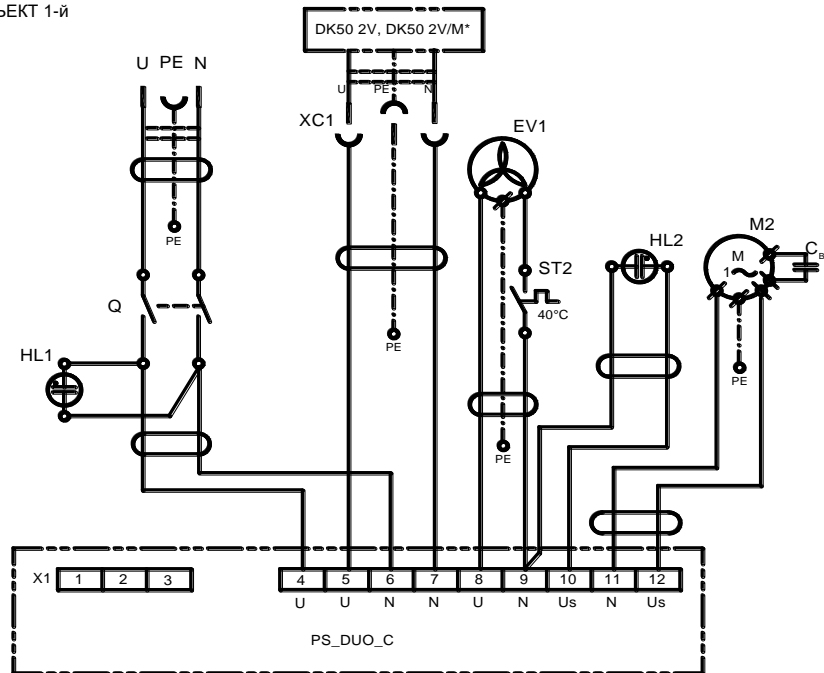 ЪЕКТ 1-й
DK50 2V, DK50 2V/M*
U PE N
U PE N
XC1
EV1
M2
HL2
C B
M
1
PE
ST2
40°C
Q
HL1
PE
PE
PE
X1 1 2 3 4 5 6 7 8 9 10 11 12
U U N N U N Us N Us
PS_DUO_C